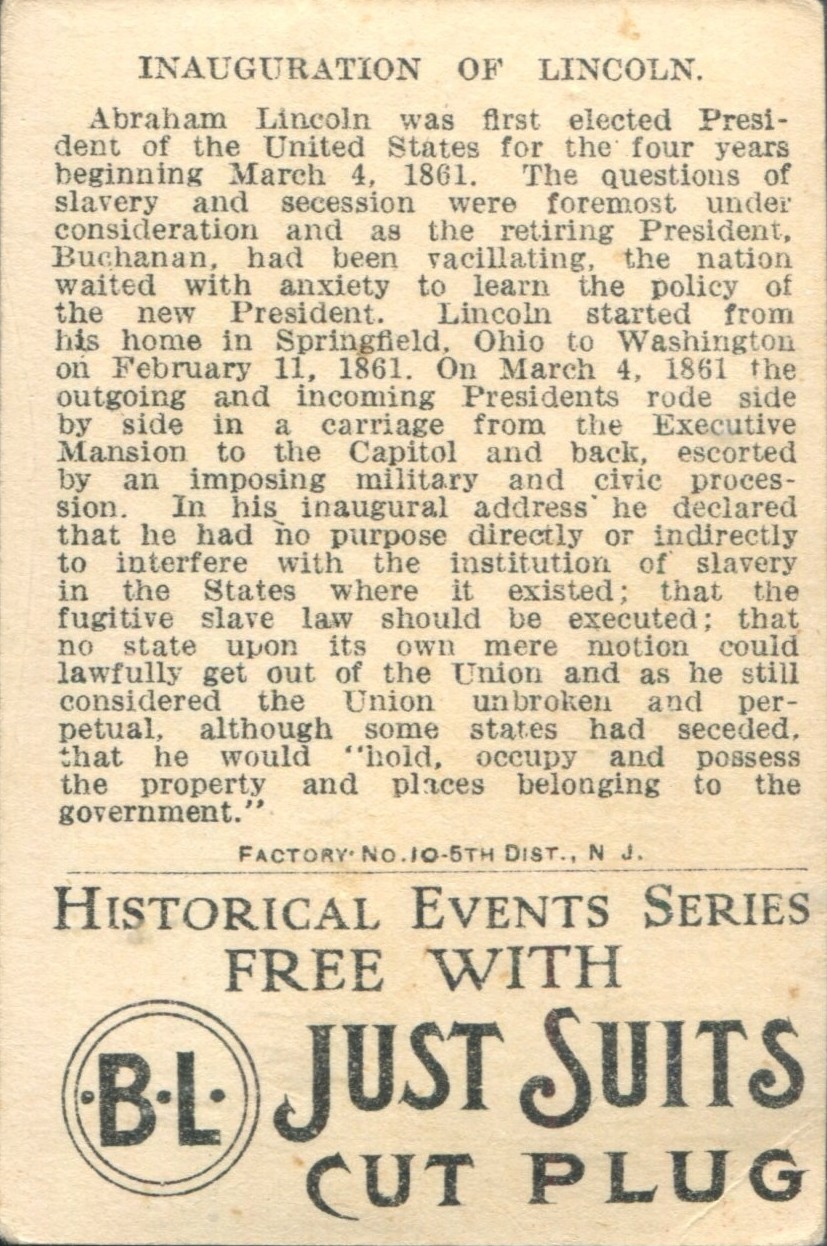 INAUGURATION OF LINCOLN.
Abraham Lincoln was first elected Presi-
dent of the United States for the four years
beginning March 4, 1861. The questions of
slavery and secession were foremost under
consideration and as the retiring President,
Buchanan, had been vacillating, the nation
waited with anxiety to learn the policy of
the new President. Lincoln started from
his home in Springfield, Ohio to Washington
on February 11, 1861. On March 4, 1861 the
outgoing and incoming Presidents rode side
by side in a carriage from the Executive
Mansion to the Capitol and back, escorted
by an imposing military and civic proces-
sion. In his inaugural address he declared
that he had no purpose directly or indirectly
to interfere with the institution of slavery
in the States where it existed; that the
fugitive slave law should be executed; that
no state upon its own mere motion could
lawfully get out of the Union and as he still
considered the Union unbroken and per-
petual, although some states had seceded,
that he would "hold, occupy and possess
the property and places belonging to the
government."
FACTORY NO.10-5TH DIST., N J.
HISTORICAL EVENTS SERIES
FREE WITH
·B·L· JUST SUITS
CUT PLUG